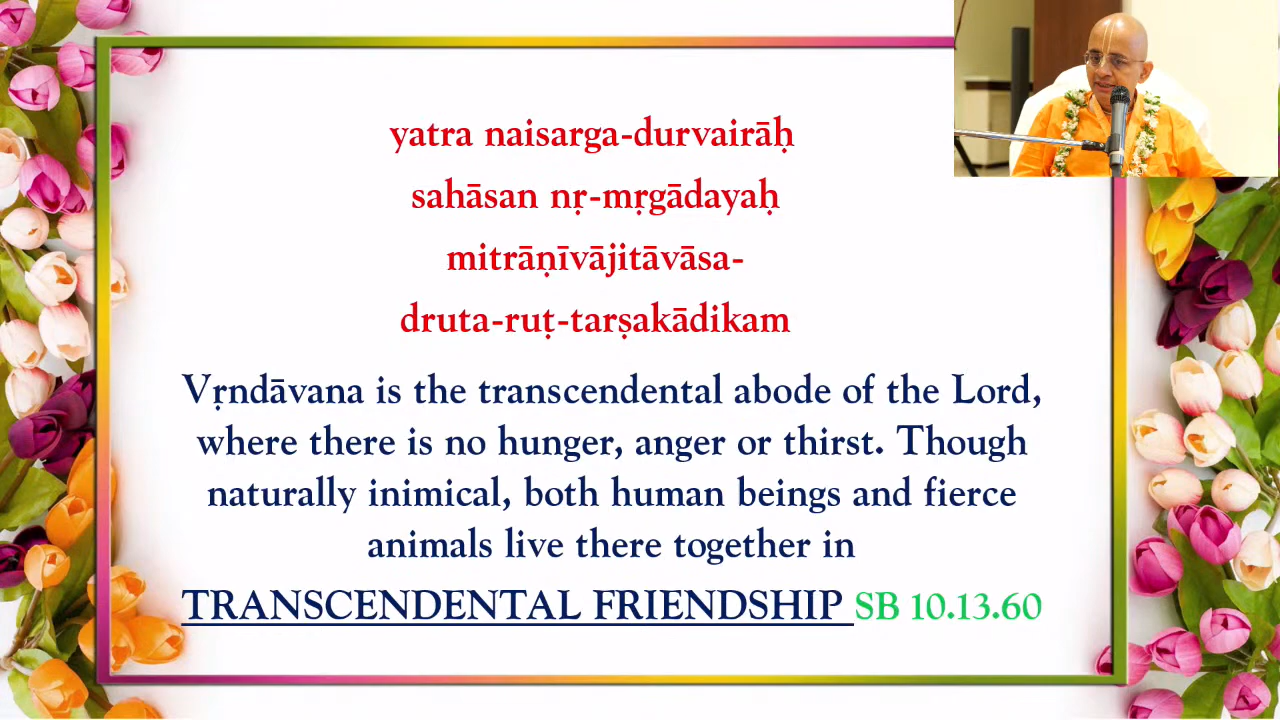 yatra naisarga-durvairāḥ
sahāsan nṛ-mṛgādayaḥ
mitrāṇīvājitāvāsa-
druta-ruṭ-tarṣakādikam
Vṛndāvana is the transcendental abode of the Lord,
where there is no hunger, anger or thirst. Though
naturally inimical, both human beings and fierce
animals live there together in
TRANSCENDENTAL FRIENDSHIP SB 10.13.60